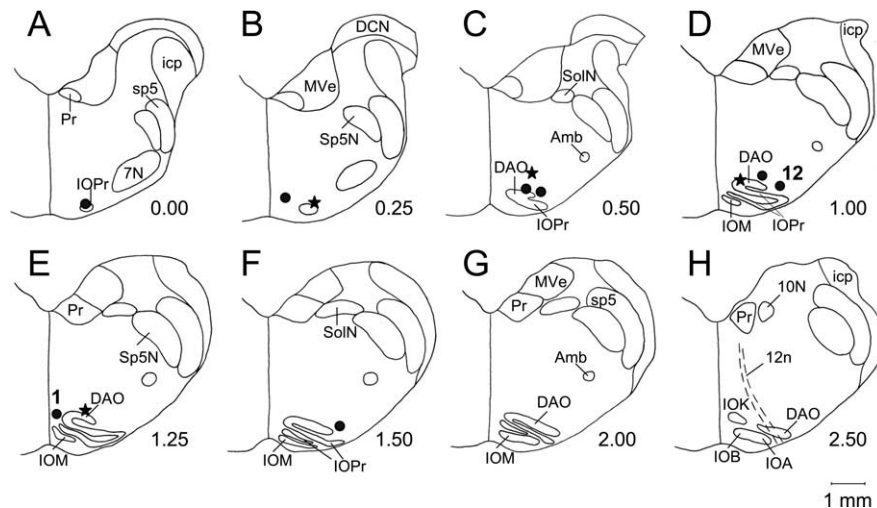 A
icp
sp5
Pr
7N
IOPr
0.00
B
DCN
MVe
Sp5N
0.25
C
SolN
Amb
DAO
IOPr
0.50
D
icp
MVe
DAO
12
IOM
IOPr
1.00
E
Pr
Sp5N
1
DAO
IOM
1.25
F
SolN
IOM
IOPr
1.50
G
MVe
Pr
sp5
Amb
DAO
IOM
2.00
H
icp
10N
Pr
12n
IOK
DAO
IOB
IOA
2.50
1 mm